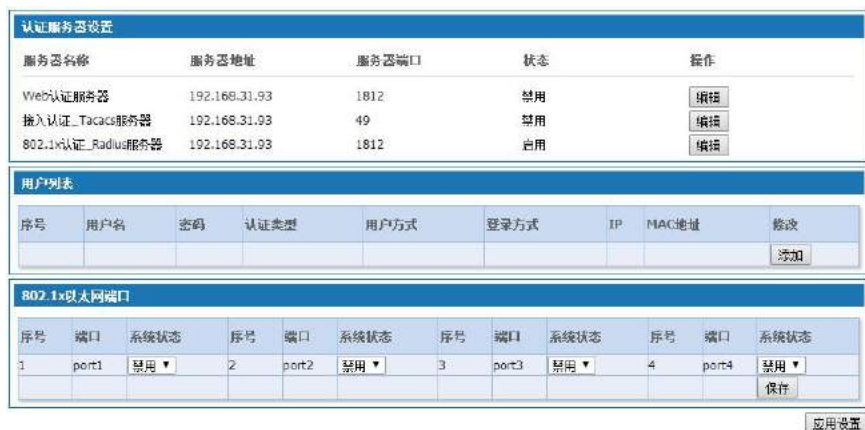 认证服务器设置
服务器名称 服务器地址 服务器端口 状态 操作
Web认证服务器 192.168.31.93 1812 禁用 编辑
接入认证_Tacacs服务器 192.168.31.93 49 禁用 编辑
802.1x认证_Radius服务器 192.168.31.93 1812 启用 编辑
用户列表
序号 用户名 密码 认证类型 用户方式 登录方式 IP MAC地址 修改
添加
802.1x以太网端口
序号 端口 系统状态 序号 端口 系统状态 序号 端口 系统状态 序号 端口 系统状态
1 port1 禁用 2 port2 禁用 3 port3 禁用 4 port4 禁用
保存
应用设置